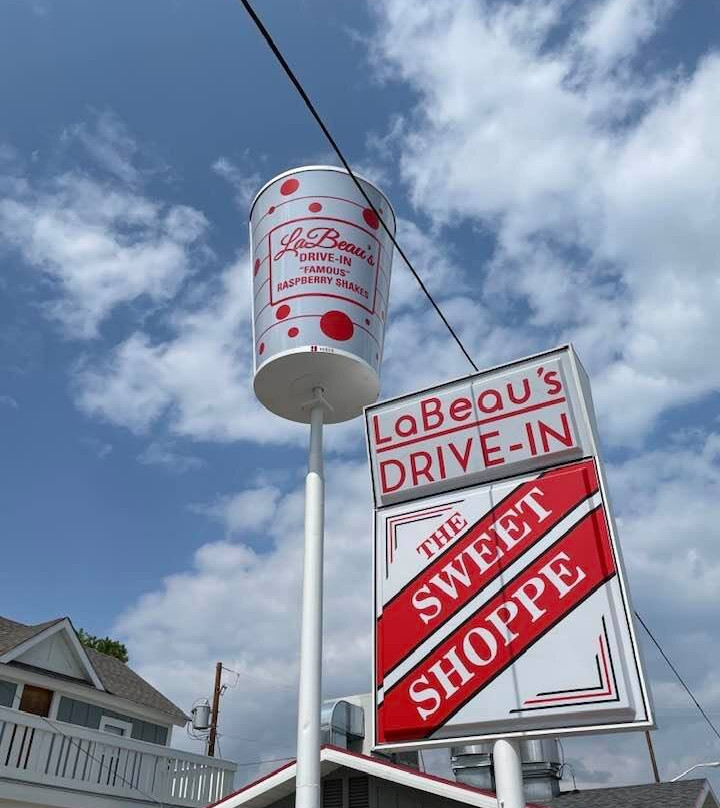 LaBeau's
DRIVE-IN
"FAMOUS"
RASPBERRY SHAKES
LaBeau's
DRIVE-IN
THE
SWEET
SHOPPE